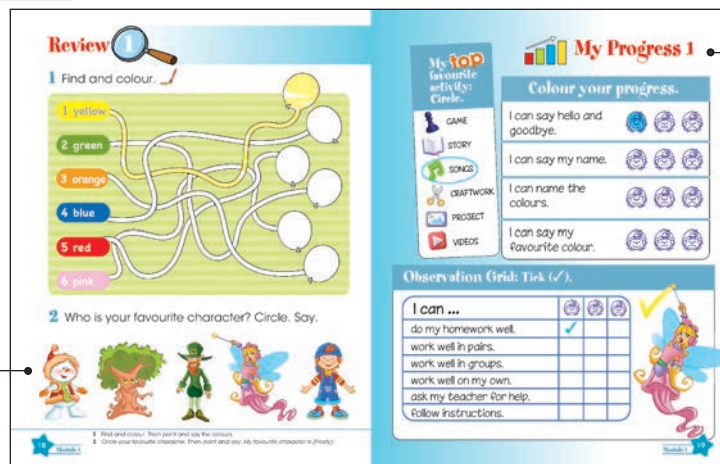 Review 1
1 Find and colour.
1 yellow
2 green
3 orange
4 blue
5 red
6 pink
2 Who is your favourite character? Circle. Say.
1 Find and colour. Then point and say the colours.
2 Circle your favourite character. Then point and say: My favourite character is (Frosty).
18
Module 1
My Progress 1
My top
favourite
activity:
Circle.
GAME
STORY
SONGS
CRAFTWORK
PROJECT
VIDEOS
Colour your progress.
I can say hello and
goodbye.
I can say my name.
I can name the
colours.
I can say my
favourite colour.
Observation Grid: Tick (✓).
I can ...
do my homework well. ✓
work well in pairs.
work well in groups.
work well on my own.
ask my teacher for help.
follow instructions.
Module 1
19